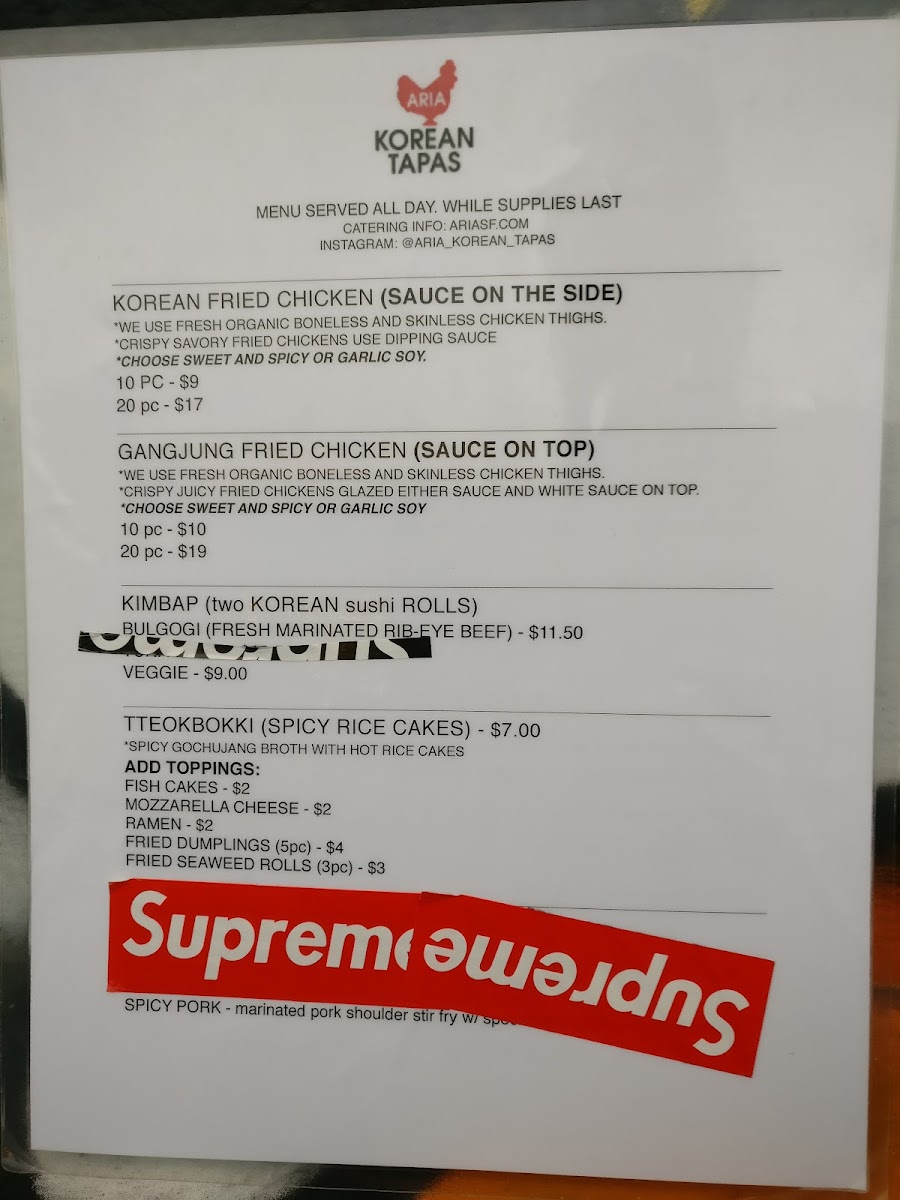 ARIA
KOREAN
TAPAS
MENU SERVED ALL DAY. WHILE SUPPLIES LAST
CATERING INFO: ARIASF.COM
INSTAGRAM: @ARIA_KOREAN_TAPAS
KOREAN FRIED CHICKEN (SAUCE ON THE SIDE)
*WE USE FRESH ORGANIC BONELESS AND SKINLESS CHICKEN THIGHS.
*CRISPY SAVORY FRIED CHICKENS USE DIPPING SAUCE
*CHOOSE SWEET AND SPICY OR GARLIC SOY.
10 PC - $9
20 pc - $17
GANGJUNG FRIED CHICKEN (SAUCE ON TOP)
*WE USE FRESH ORGANIC BONELESS AND SKINLESS CHICKEN THIGHS.
*CRISPY JUICY FRIED CHICKENS GLAZED EITHER SAUCE AND WHITE SAUCE ON TOP.
*CHOOSE SWEET AND SPICY OR GARLIC SOY
10 pc - $10
20 pc - $19
KIMBAP (two KOREAN sushi ROLLS)
BULGOGI (FRESH MARINATED RIB-EYE BEEF) - $11.50
VEGGIE - $9.00
TTEOKBOKKI (SPICY RICE CAKES) - $7.00
*SPICY GOCHUJANG BROTH WITH HOT RICE CAKES
ADD TOPPINGS:
FISH CAKES - $2
MOZZARELLA CHEESE - $2
RAMEN - $2
FRIED DUMPLINGS (5pc) - $4
FRIED SEAWEED ROLLS (3pc) - $3
Supreme Supreme
SPICY PORK - marinated pork shoulder stir fry w/